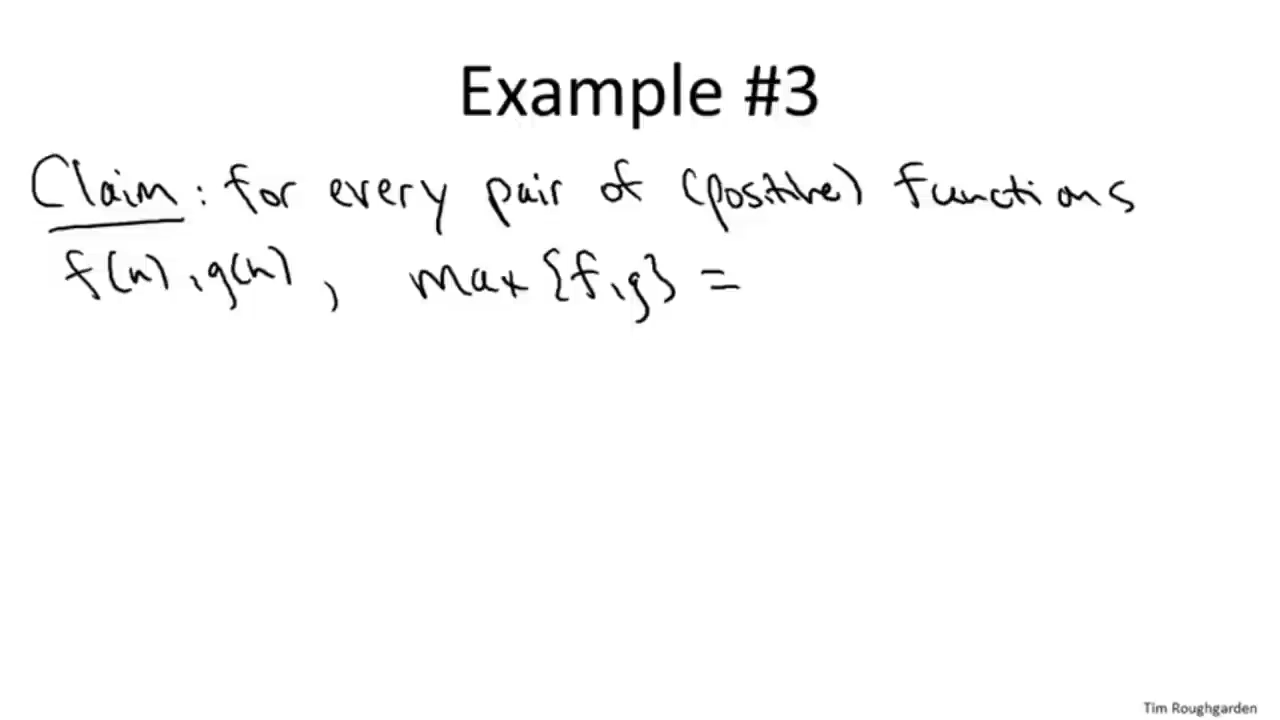 Example #3
Claim: for every pair of (positive) functions
f(n), g(n), max{f,g} =
Tim Roughgarden